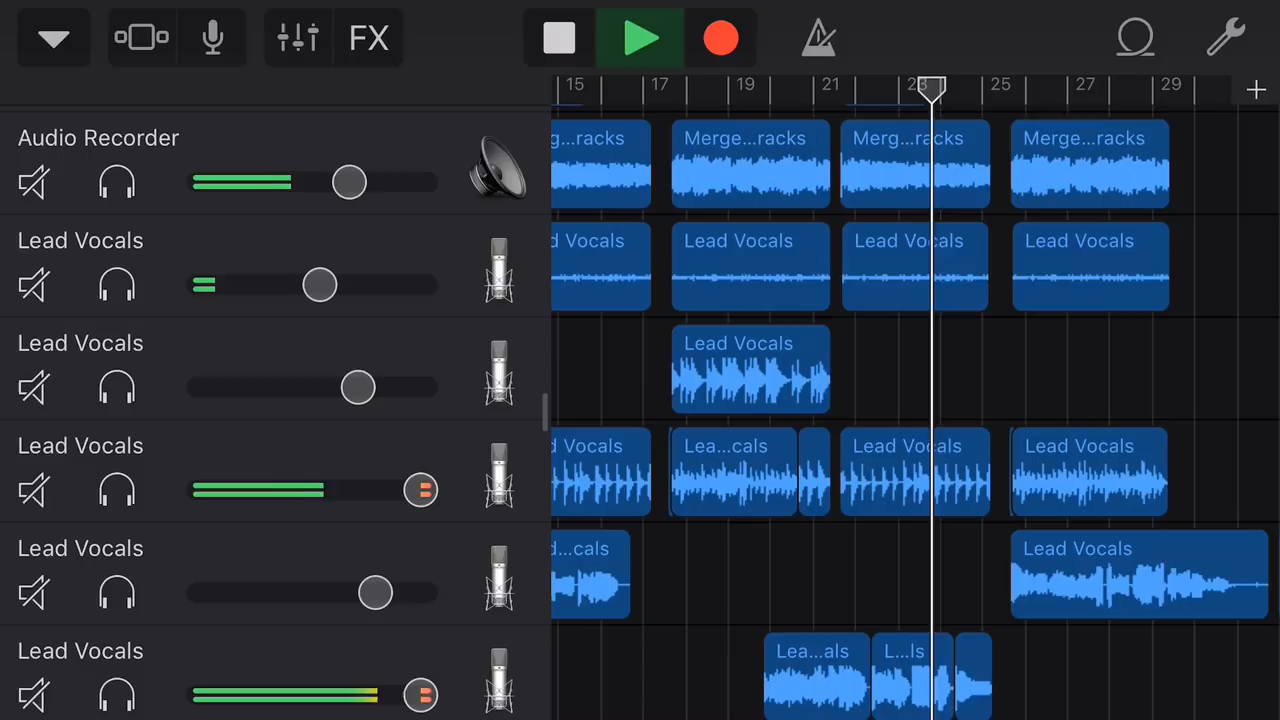 FX
15 17 19 21 23 25 27 29
Audio Recorder
g...racks Merge...racks Merg...racks Merge...racks
Lead Vocals
d Vocals Lead Vocals Lead Vocals Lead Vocals
Lead Vocals
Lead Vocals
Lead Vocals
d Vocals Lea...cals Lead Vocals Lead Vocals
Lead Vocals
d...cals Lead Vocals
Lead Vocals
Lea...als L...ls